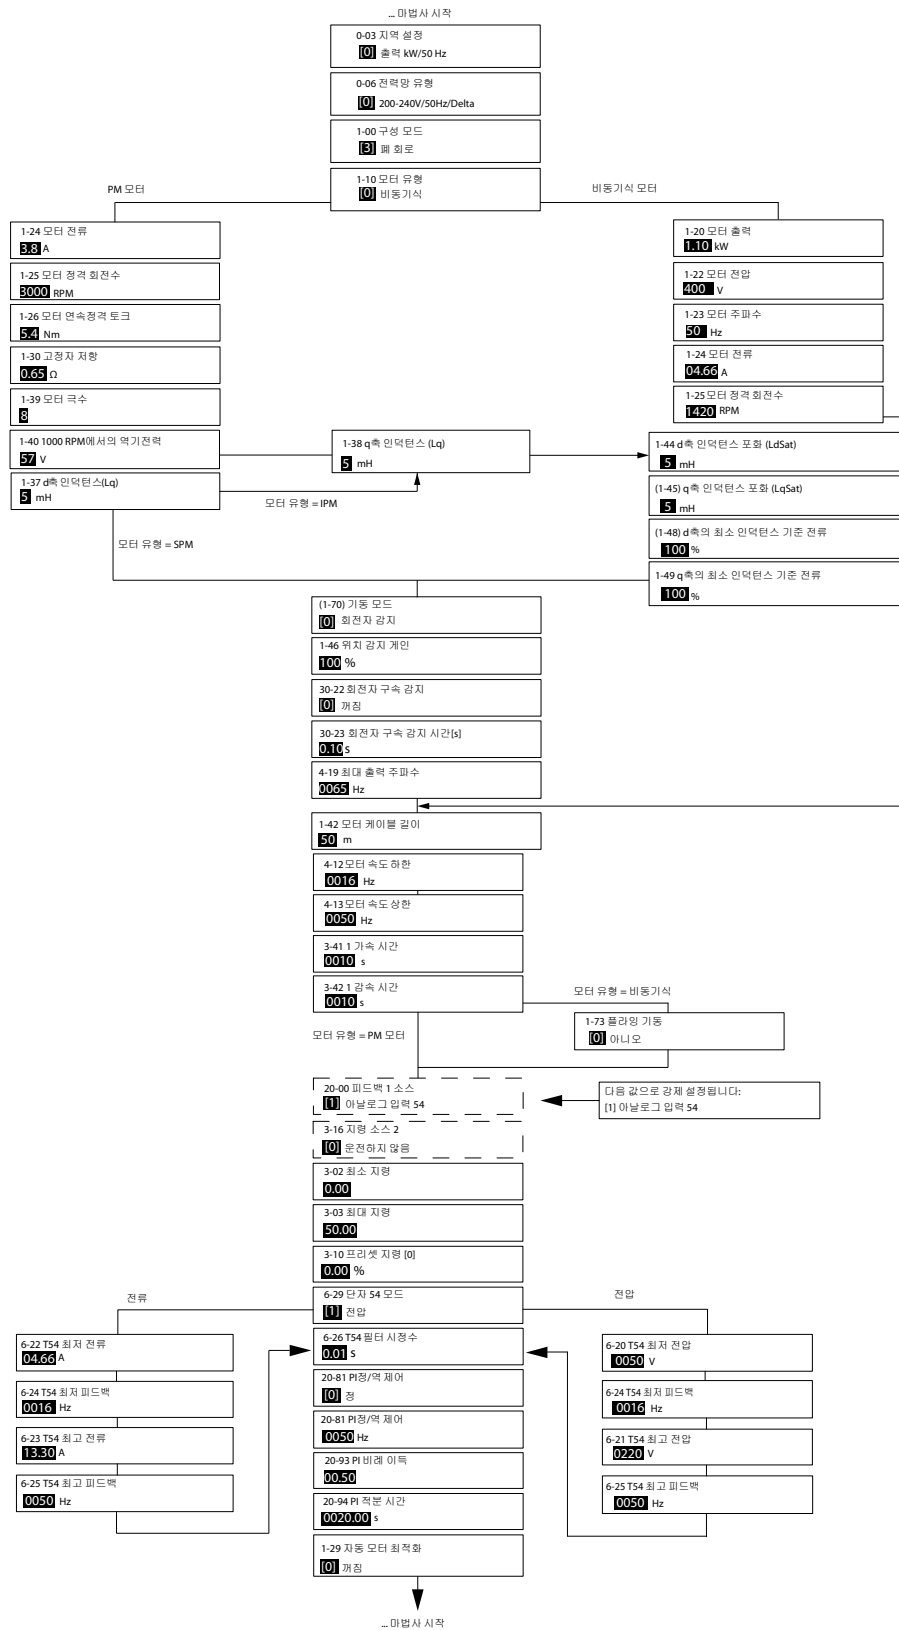 ... 마법사 시작
0-03 지역 설정
[0] 출력 kW/50 Hz
0-06 전력망 유형
[0] 200-240V/50Hz/Delta
1-00 구성 모드
[3] 폐 회로
1-10 모터 유형
[0] 비동기식
PM 모터
비동기식 모터
1-24 모터 전류
3.8 A
1-25 모터 정격 회전수
3000 RPM
1-26 모터 연속정격 토크
5.4 Nm
1-30 고정자 저항
0.65 Ω
1-39 모터 극수
8
1-40 1000 RPM에서의 역기전력
57 V
1-37 d축 인덕턴스(Lq)
5 mH
1-20 모터 출력
1.10 kW
1-22 모터 전압
400 V
1-23 모터 주파수
50 Hz
1-24 모터 전류
04.66 A
1-25 모터 정격 회전수
1420 RPM
1-38 q축 인덕턴스 (Lq)
5 mH
모터 유형 = IPM
모터 유형 = SPM
1-44 d축 인덕턴스 포화 (LdSat)
5 mH
(1-45) q축 인덕턴스 포화 (LqSat)
5 mH
(1-48) d축의 최소 인덕턴스 기준 전류
100 %
1-49 q축의 최소 인덕턴스 기준 전류
100 %
(1-70) 기동 모드
[0] 회전자 감지
1-46 위치 감지 게인
100 %
30-22 회전자 구속 감지
[0] 꺼짐
30-23 회전자 구속 감지 시간[s]
0.10 s
4-19 최대 출력 주파수
0065 Hz
1-42 모터 케이블 길이
50 m
4-12 모터 속도 하한
0016 Hz
4-13 모터 속도 상한
0050 Hz
3-41 1 가속 시간
0010 s
3-42 1 감속 시간
0010 s
모터 유형 = 비동기식
1-73 플라잉 기동
[0] 아니오
모터 유형 = PM 모터
20-00 피드백 1 소스
[1] 아날로그 입력 54
다음 값으로 강제 설정됩니다:
[1] 아날로그 입력 54
3-16 지령 소스 2
[0] 운전하지 않음
3-02 최소 지령
0.00
3-03 최대 지령
50.00
3-10 프리셋 지령 [0]
0.00 %
6-29 단자 54 모드
[1] 전압
전류
전압
6-22 T54 최저 전류
04.66 A
6-24 T54 최저 피드백
0016 Hz
6-23 T54 최고 전류
13.30 A
6-25 T54 최고 피드백
0050 Hz
6-26 T54 필터 시정수
0.01 s
20-81 PI정/역 제어
[0] 정
20-81 PI정/역 제어
0050 Hz
20-93 PI 비례 이득
00.50
20-94 PI 적분 시간
0020.00 s
1-29 자동 모터 최적화
[0] 꺼짐
6-20 T54 최저 전압
0050 V
6-24 T54 최저 피드백
0016 Hz
6-21 T54 최고 전압
0220 V
6-25 T54 최고 피드백
0050 Hz
... 마법사 시작